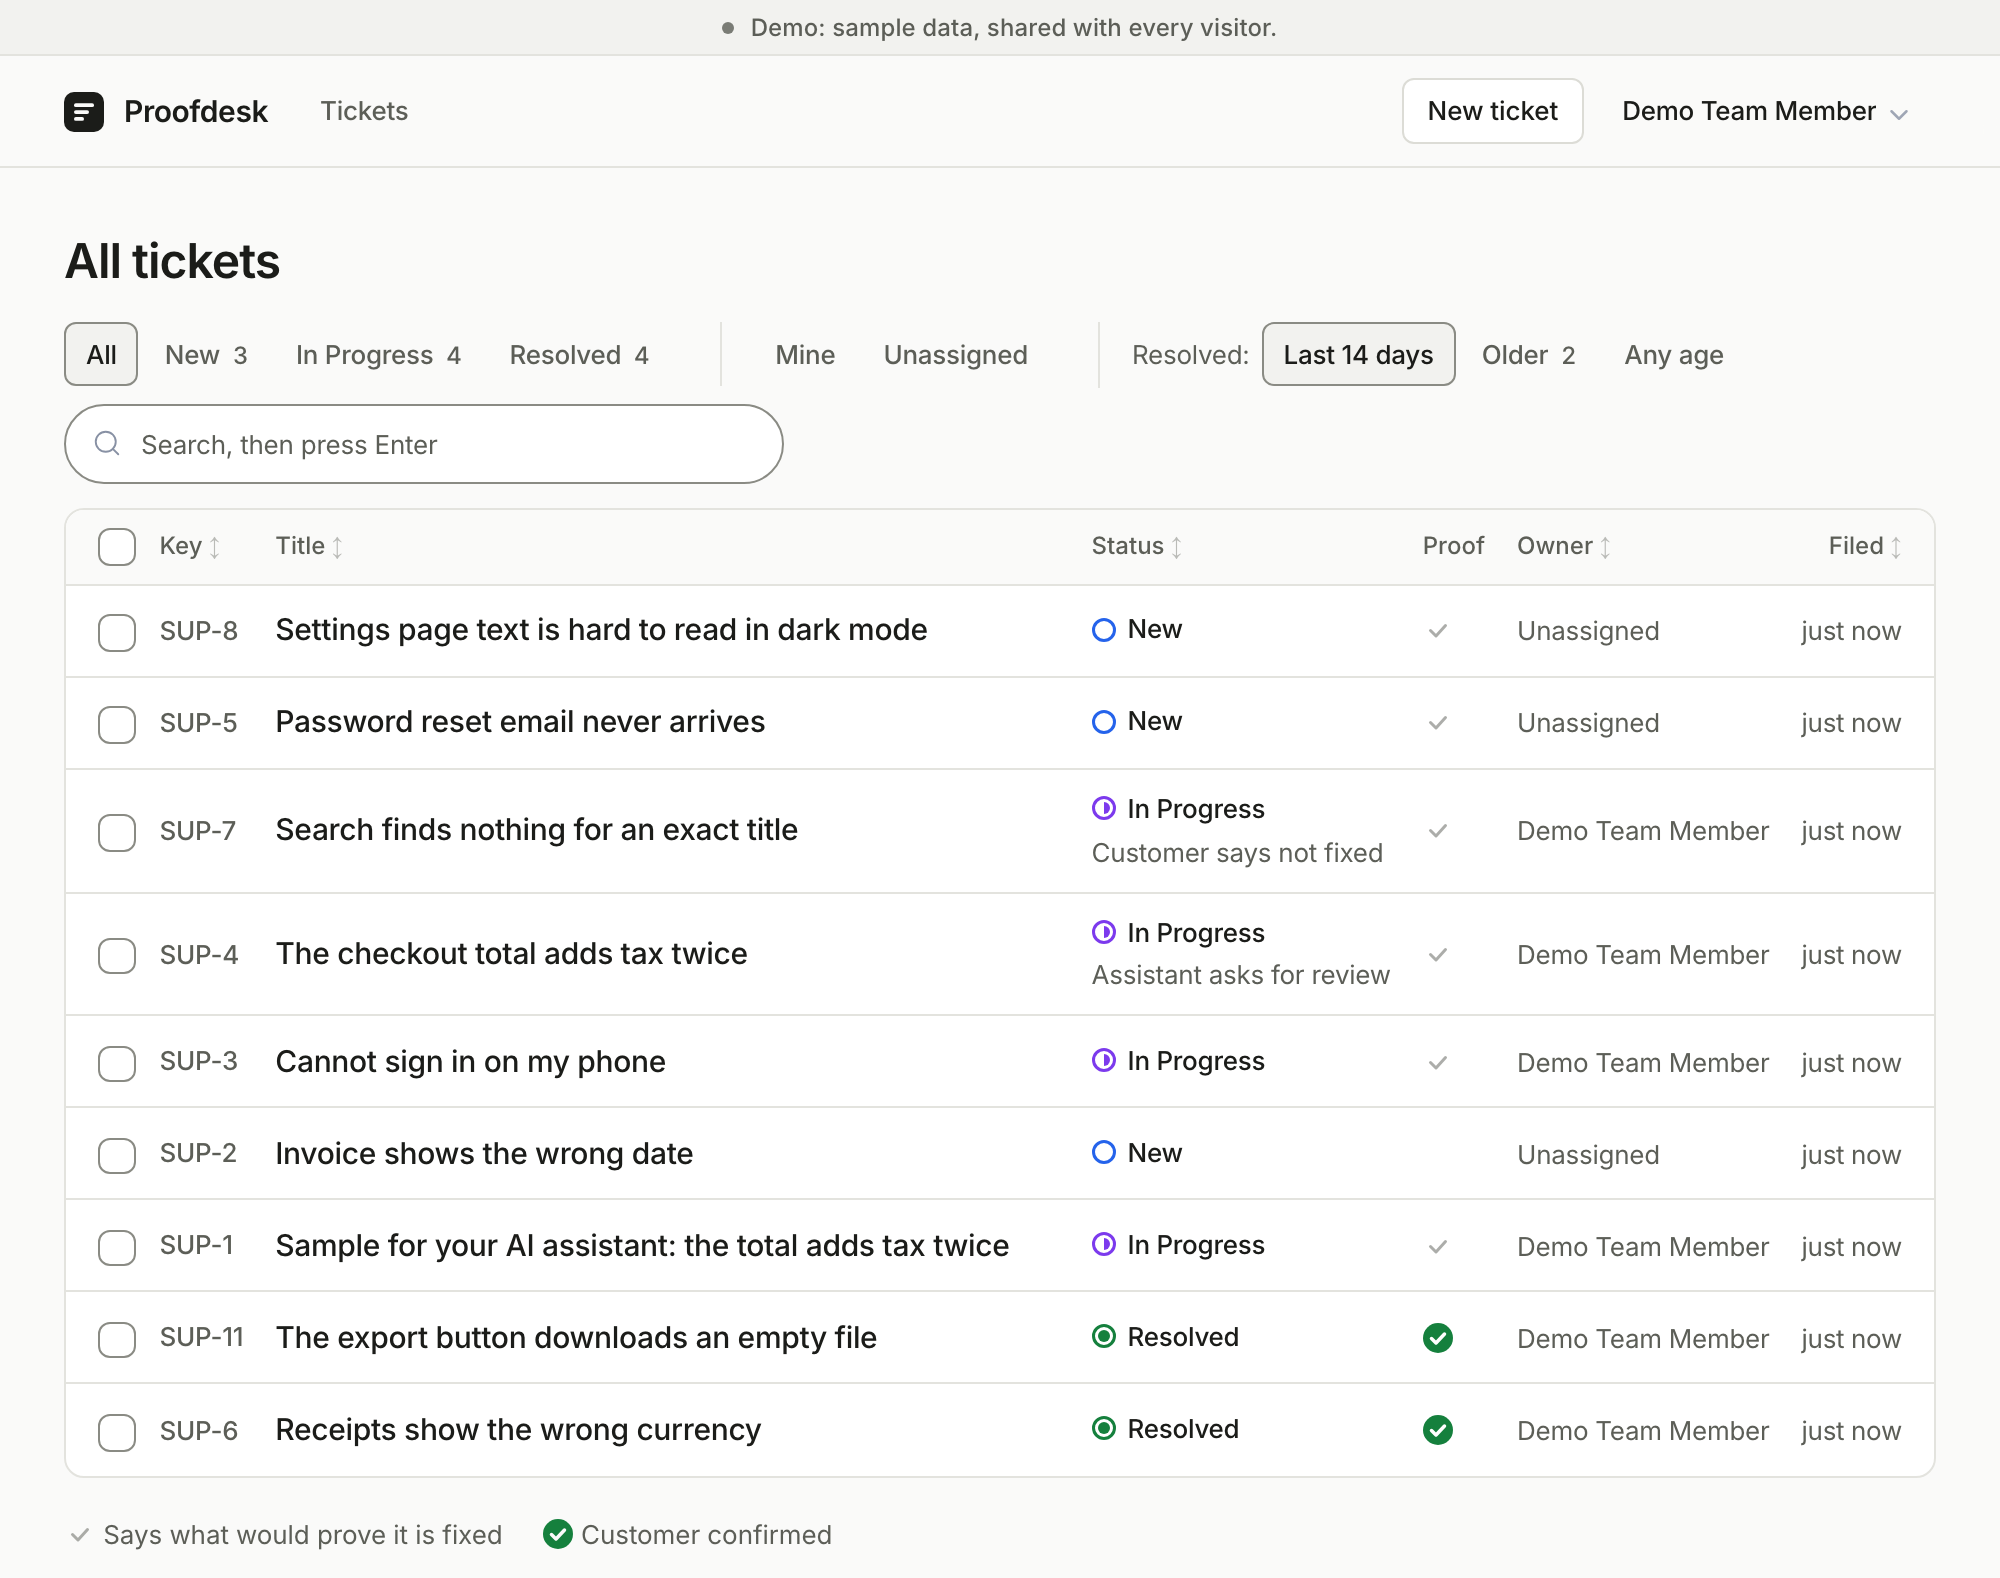 Demo: sample data, shared with every visitor.
Proofdesk Tickets New ticket Demo Team Member
All tickets
All New 3 In Progress 4 Resolved 4 Mine Unassigned Resolved: Last 14 days Older 2 Any age
Search, then press Enter
Key Title Status Proof Owner Filed
SUP-8 Settings page text is hard to read in dark mode New Unassigned just now
SUP-5 Password reset email never arrives New Unassigned just now
SUP-7 Search finds nothing for an exact title In Progress Demo Team Member just now
Customer says not fixed
SUP-4 The checkout total adds tax twice In Progress Demo Team Member just now
Assistant asks for review
SUP-3 Cannot sign in on my phone In Progress Demo Team Member just now
SUP-2 Invoice shows the wrong date New Unassigned just now
SUP-1 Sample for your AI assistant: the total adds tax twice In Progress Demo Team Member just now
SUP-11 The export button downloads an empty file Resolved Demo Team Member just now
SUP-6 Receipts show the wrong currency Resolved Demo Team Member just now
Says what would prove it is fixed Customer confirmed